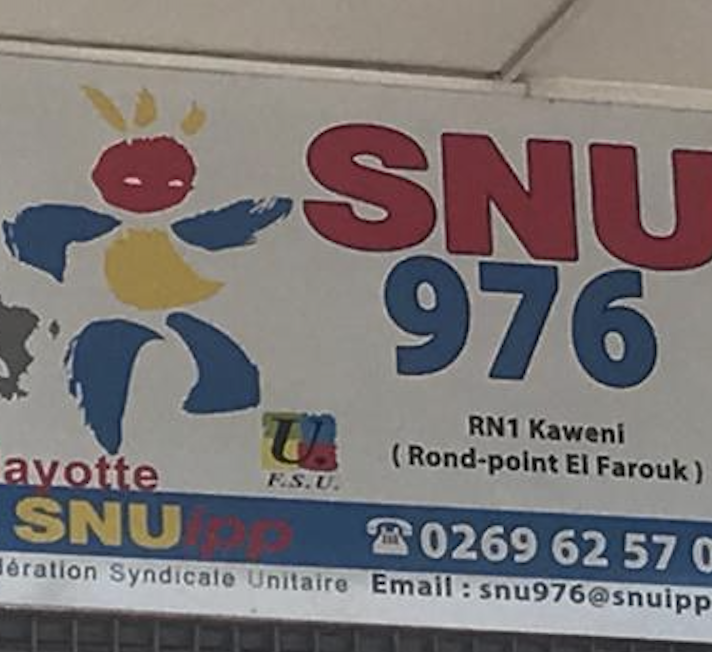 SNU
976
RN1 Kaweni
( Rond-point El Farouk )
U.
F.S.U.
ayotte
SNUipp
0269 62 57 0
dération Syndicale Unitaire
Email : snu976@snuipp